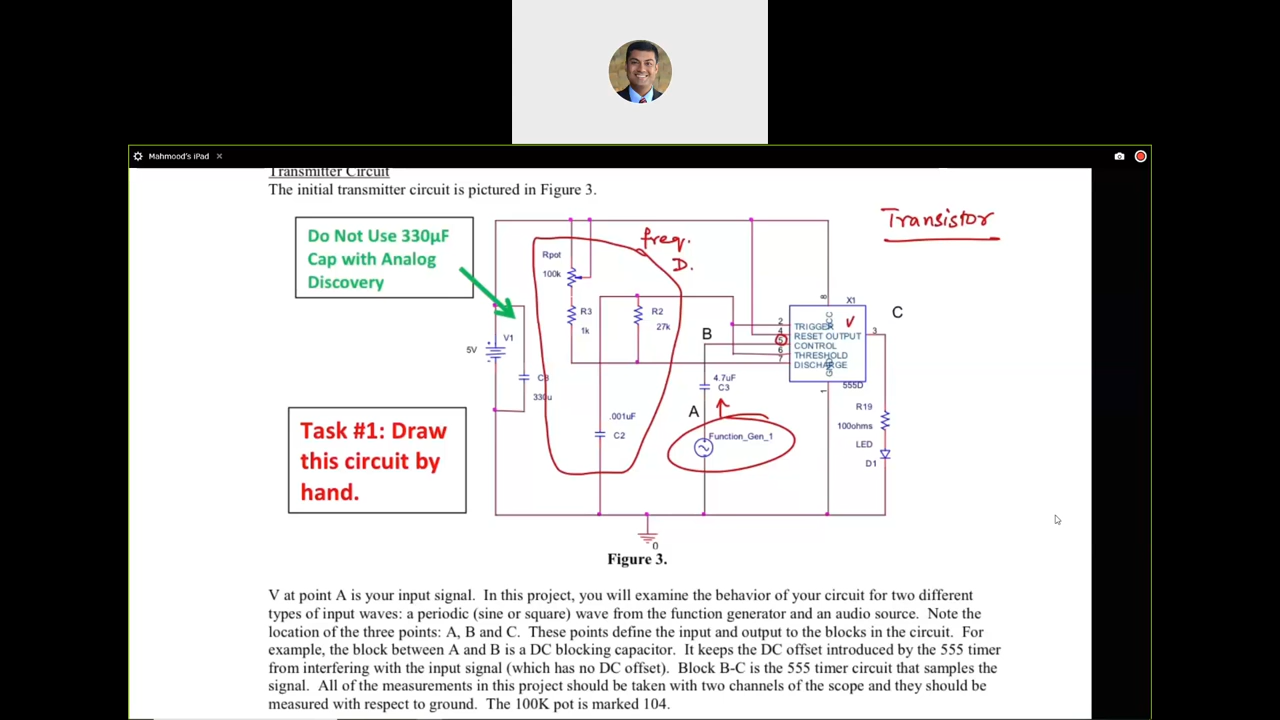 Mahmood's iPad ×
Transmitter Circuit
The initial transmitter circuit is pictured in Figure 3.
Transistor
Do Not Use 330µF
Cap with Analog
Discovery
freq.
D.
Rpot
100k
R3
1k
R2
27k
B
C
X1
8
VCC
2
4
5
6
7
TRIGGER
RESET OUTPUT
CONTROL
THRESHOLD
DISCHARGE
GND
3
1
555D
V1
5V
330u
4.7uF
C3
A
Function_Gen_1
.001uF
C2
R19
100ohms
LED
D1
Task #1: Draw
this circuit by
hand.
0
Figure 3.
V at point A is your input signal. In this project, you will examine the behavior of your circuit for two different
types of input waves: a periodic (sine or square) wave from the function generator and an audio source. Note the
location of the three points: A, B and C. These points define the input and output to the blocks in the circuit. For
example, the block between A and B is a DC blocking capacitor. It keeps the DC offset introduced by the 555 timer
from interfering with the input signal (which has no DC offset). Block B-C is the 555 timer circuit that samples the
signal. All of the measurements in this project should be taken with two channels of the scope and they should be
measured with respect to ground. The 100K pot is marked 104.